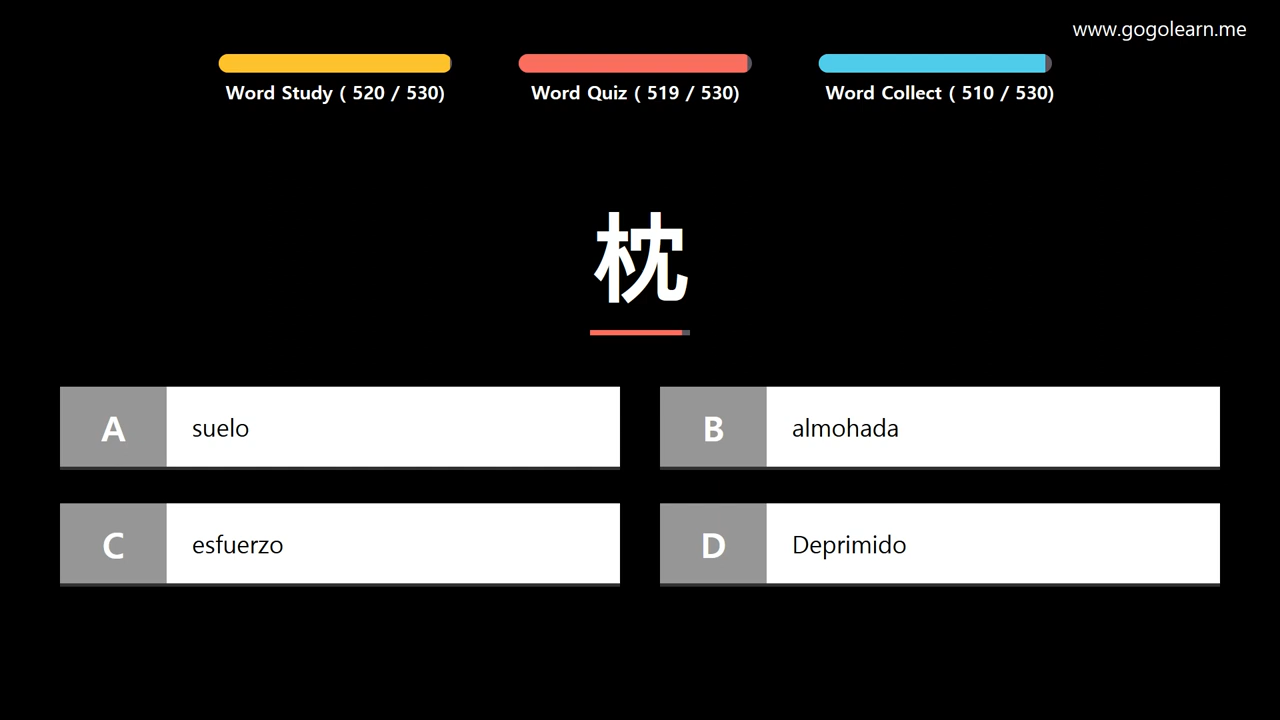 www.gogolearn.me
Word Study ( 520 / 530)
Word Quiz ( 519 / 530)
Word Collect ( 510 / 530)
枕
A
suelo
B
almohada
C
esfuerzo
D
Deprimido